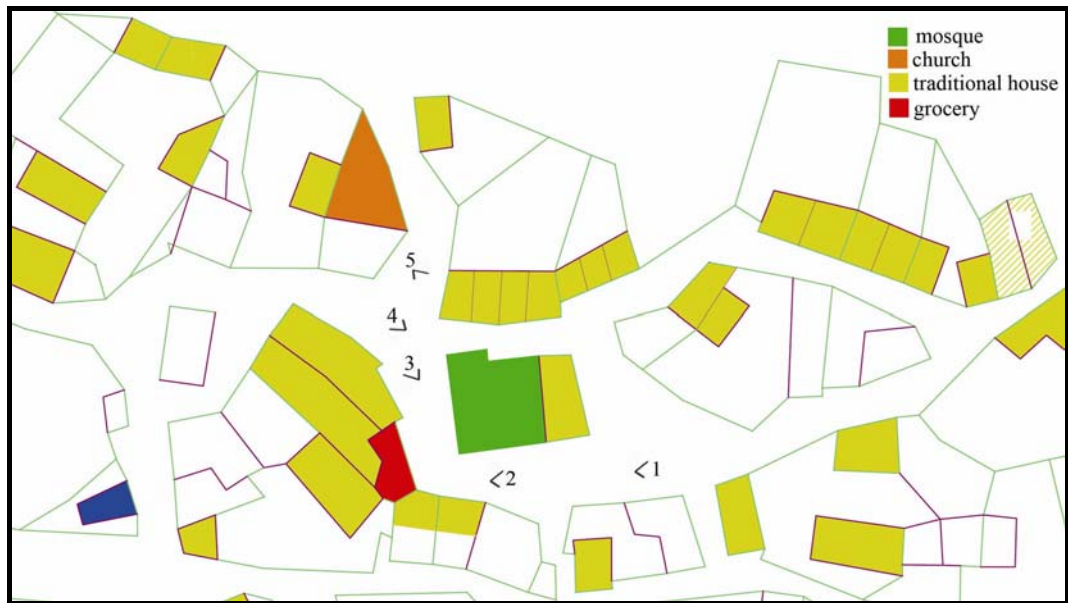 mosque
church
traditional house
grocery
5
4
3
<2
<1